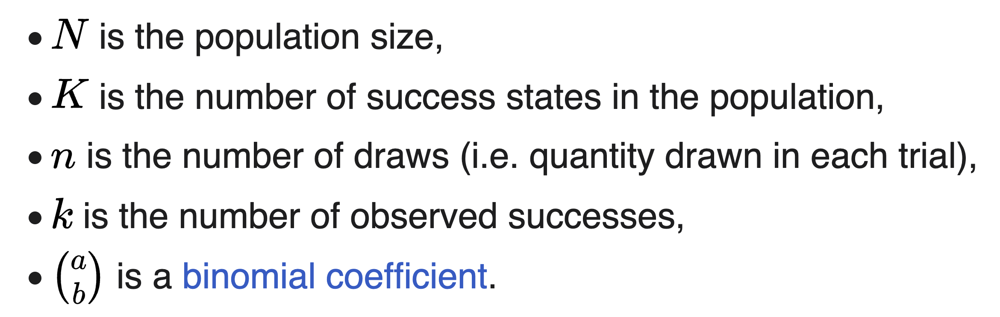 • N is the population size,
• K is the number of success states in the population,
• n is the number of draws (i.e. quantity drawn in each trial),
• k is the number of observed successes,
• (a b) is a binomial coefficient.